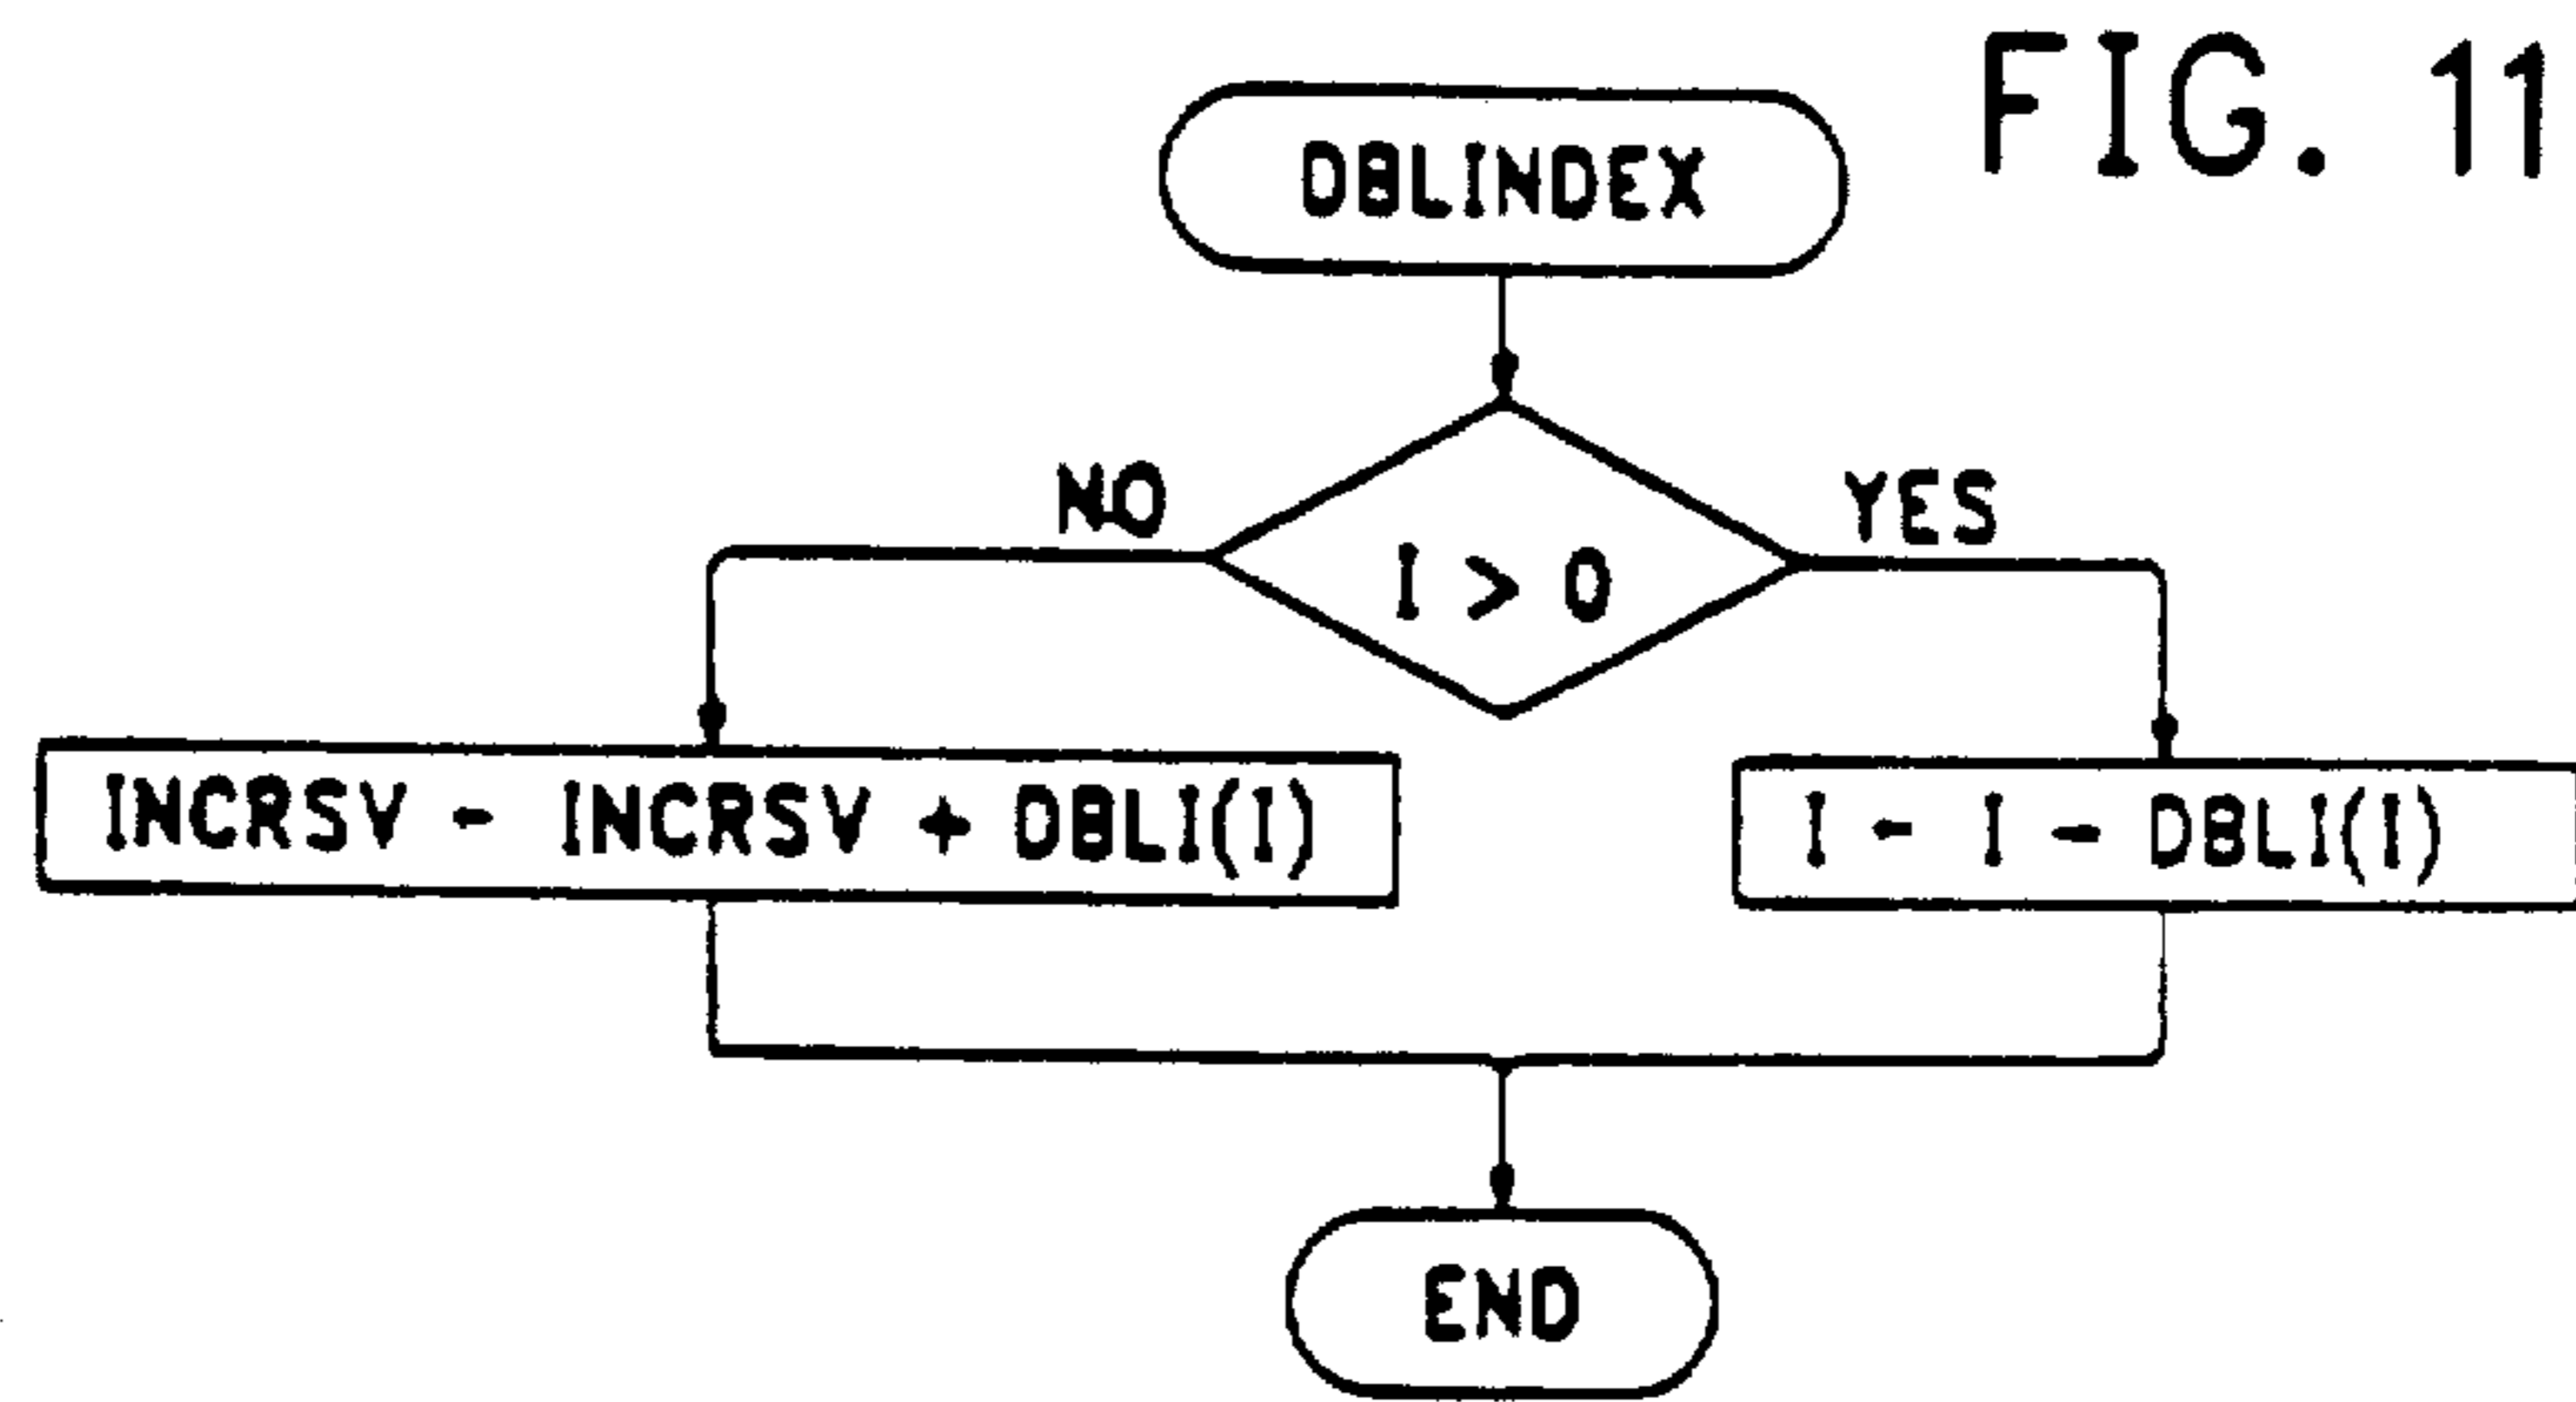 FIG. 11
DBLINDEX
NO
YES
I > 0
INCRSV ← INCRSV + DBLI(I)
I ← I - DBLI(I)
END